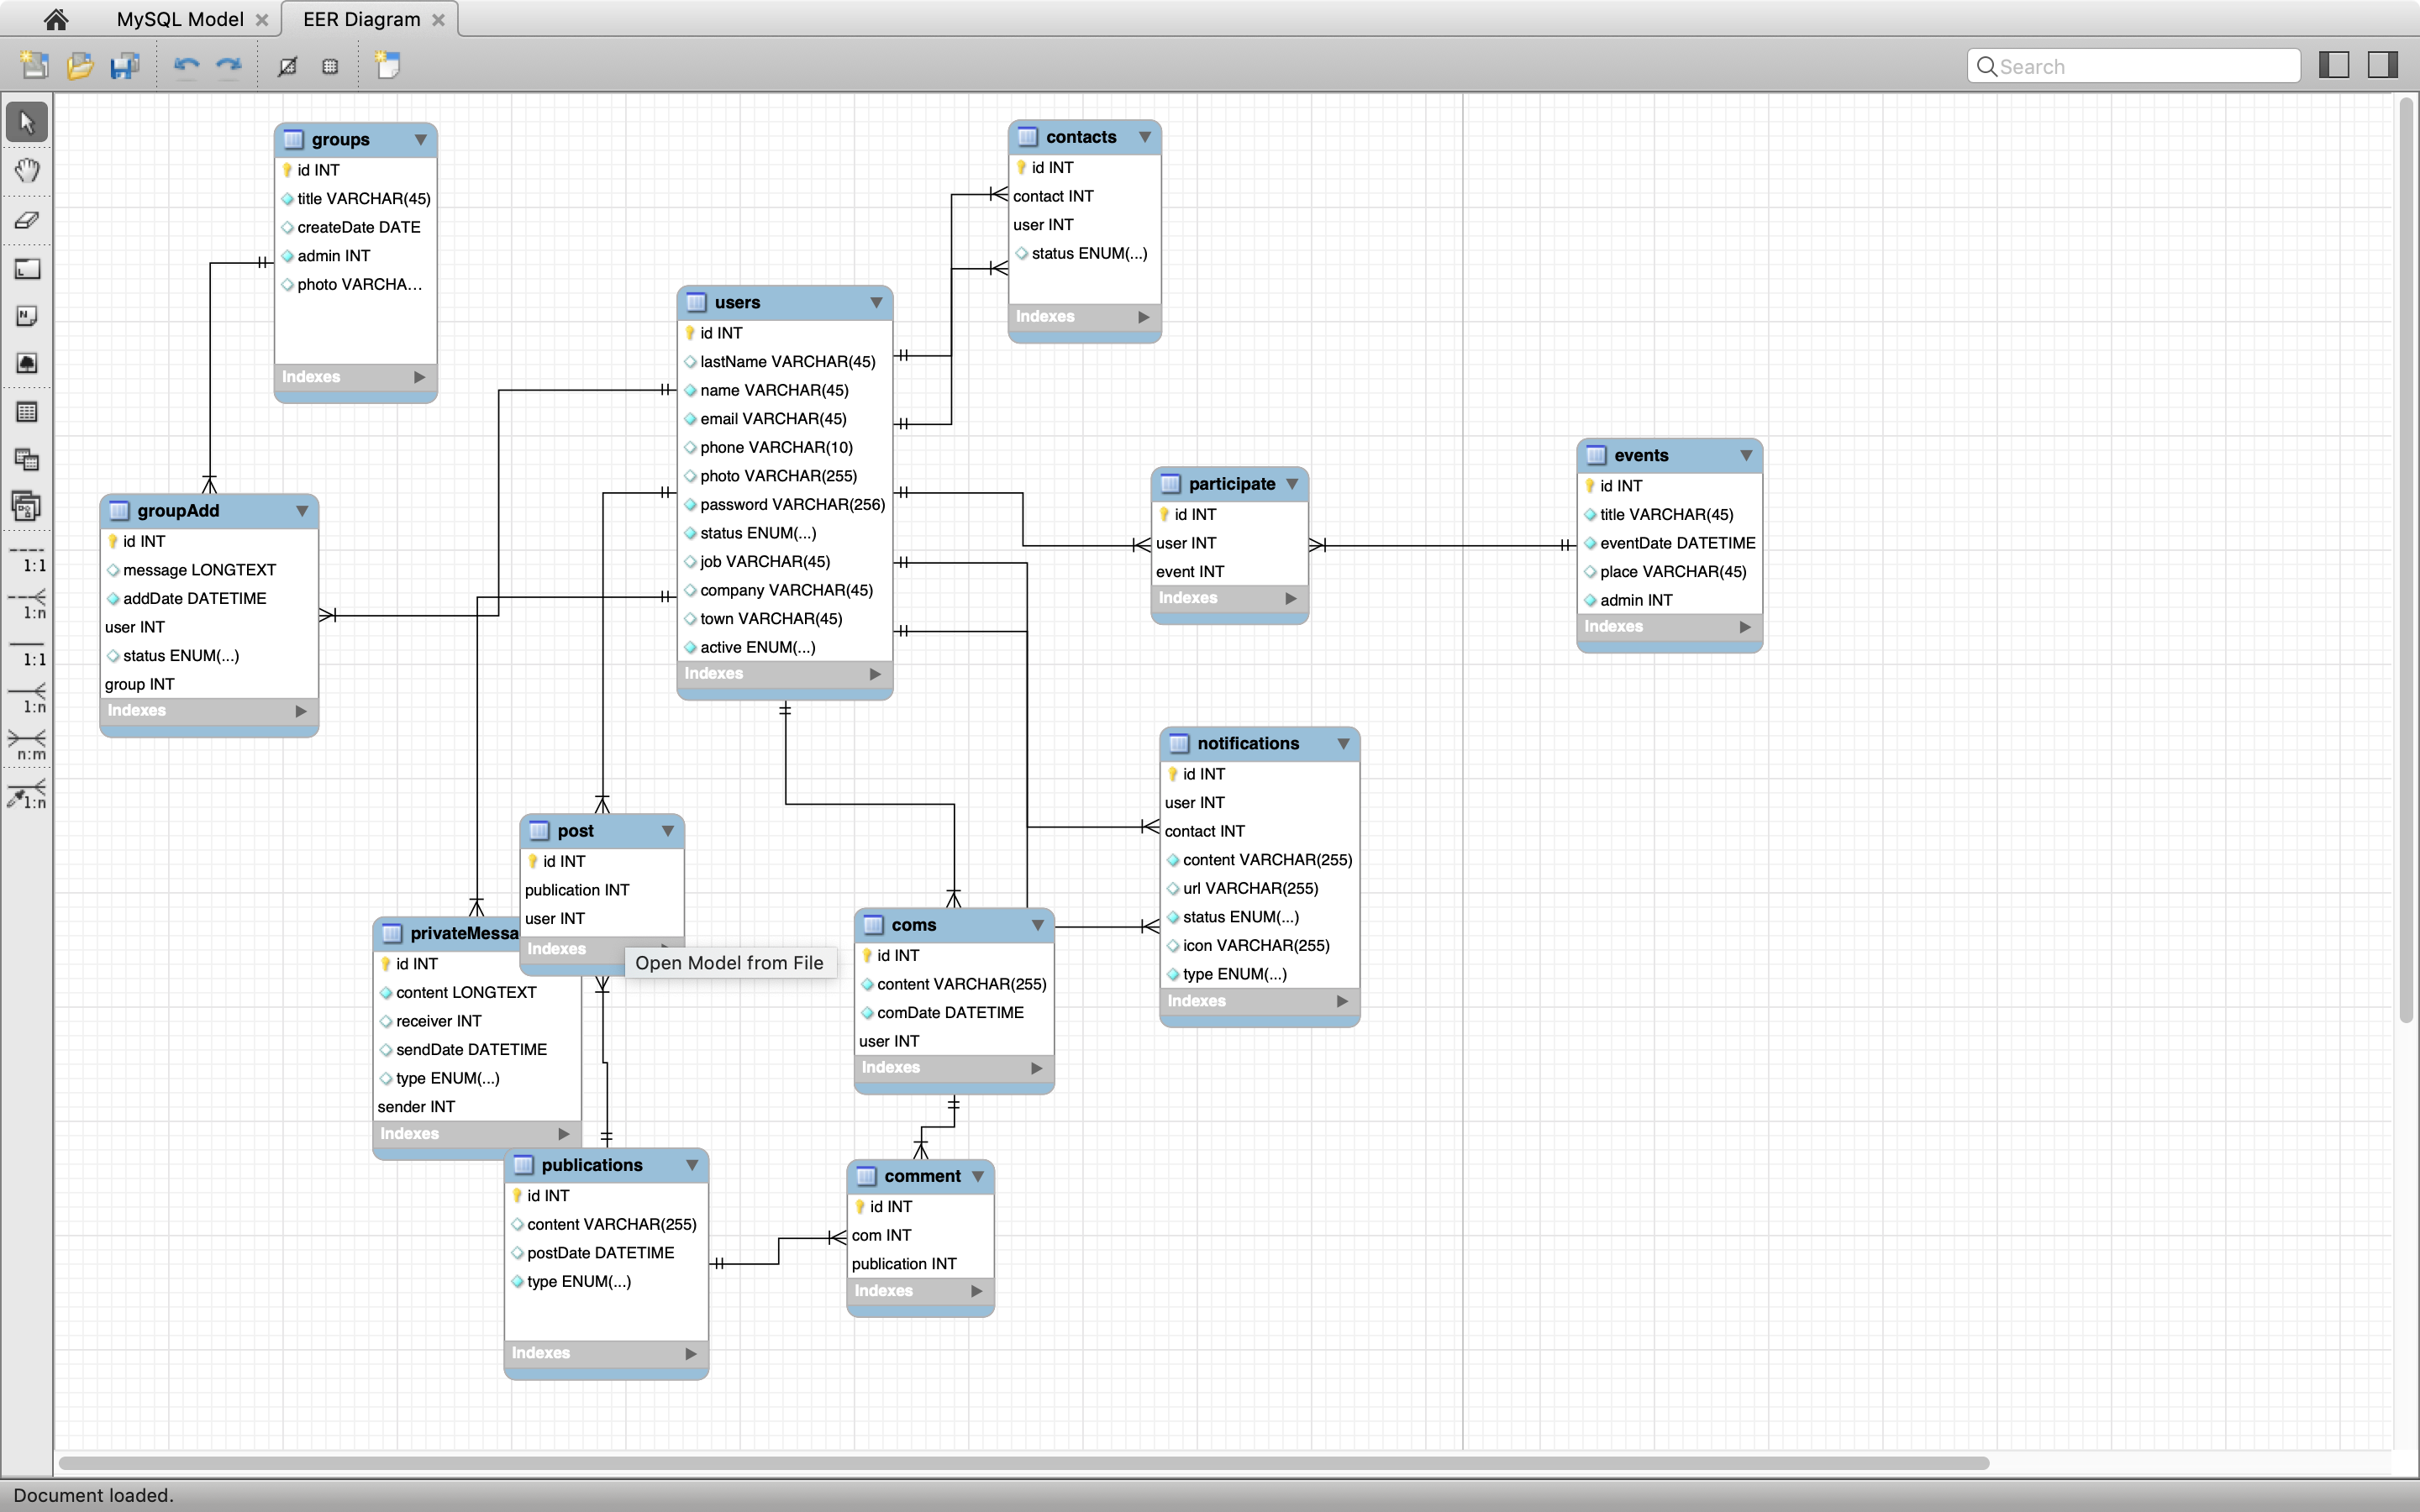 MySQL Model
EER Diagram
Search
1:1
1:n
1:1
1:n
n:m
1:n
groups
id INT
title VARCHAR(45)
createDate DATE
admin INT
photo VARCHA...
Indexes
contacts
id INT
contact INT
user INT
status ENUM(...)
Indexes
users
id INT
lastName VARCHAR(45)
name VARCHAR(45)
email VARCHAR(45)
phone VARCHAR(10)
photo VARCHAR(255)
password VARCHAR(256)
status ENUM(...)
job VARCHAR(45)
company VARCHAR(45)
town VARCHAR(45)
active ENUM(...)
Indexes
participate
id INT
user INT
event INT
Indexes
events
id INT
title VARCHAR(45)
eventDate DATETIME
place VARCHAR(45)
admin INT
Indexes
groupAdd
id INT
message LONGTEXT
addDate DATETIME
user INT
status ENUM(...)
group INT
Indexes
notifications
id INT
user INT
contact INT
content VARCHAR(255)
url VARCHAR(255)
status ENUM(...)
icon VARCHAR(255)
type ENUM(...)
Indexes
post
id INT
publication INT
user INT
Indexes
Open Model from File
privateMessa
id INT
content LONGTEXT
receiver INT
sendDate DATETIME
type ENUM(...)
sender INT
Indexes
coms
id INT
content VARCHAR(255)
comDate DATETIME
user INT
Indexes
publications
id INT
content VARCHAR(255)
postDate DATETIME
type ENUM(...)
Indexes
comment
id INT
com INT
publication INT
Indexes
Document loaded.